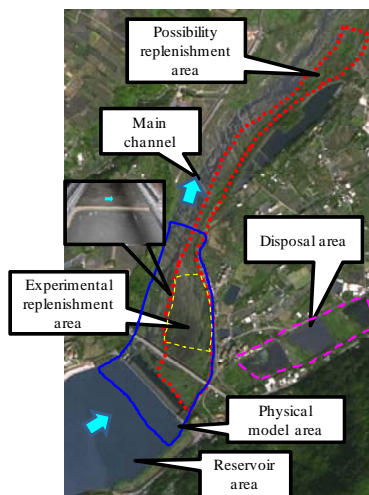 Possibility
replenishment
area
Main
channel
Disposal area
Experimental
replenishment
area
Physical
model area
Reservoir
area